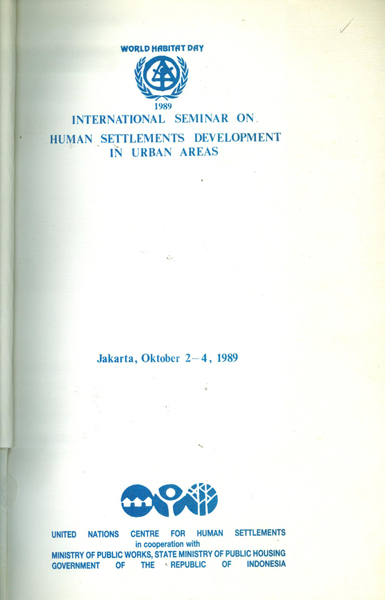 WORLD HABITAT DAY
1989
INTERNATIONAL SEMINAR ON
HUMAN SETTLEMENTS DEVELOPMENT
IN URBAN AREAS
Jakarta, Oktober 2-4, 1989
UNITED NATIONS CENTRE FOR HUMAN SETTLEMENTS
in cooperation with
MINISTRY OF PUBLIC WORKS, STATE MINISTRY OF PUBLIC HOUSING
GOVERNMENT OF THE REPUBLIC OF INDONESIA